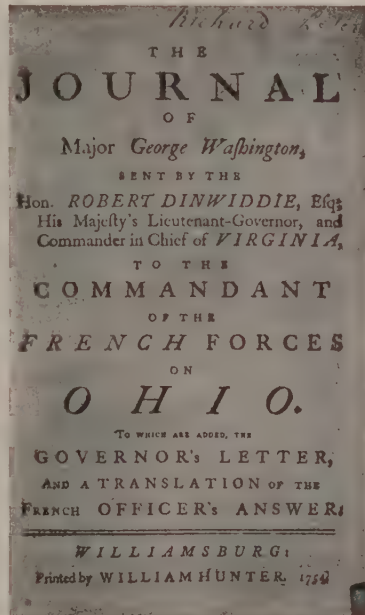 Richard Peters
THE
JOURNAL
OF
Major George Waſhington,
SENT BY THE
Hon. ROBERT DINWIDDIE, Eſq;
His Majeſty's Lieutenant-Governor, and
Commander in Chief of VIRGINIA,
TO THE
COMMANDANT
OF THE
FRENCH FORCES
ON
OHIO.
TO WHICH ARE ADDED, THE
GOVERNOR's LETTER,
AND A TRANSLATION OF THE
FRENCH OFFICER's ANSWER.
WILLIAMSBURG:
Printed by WILLIAM HUNTER. 1754